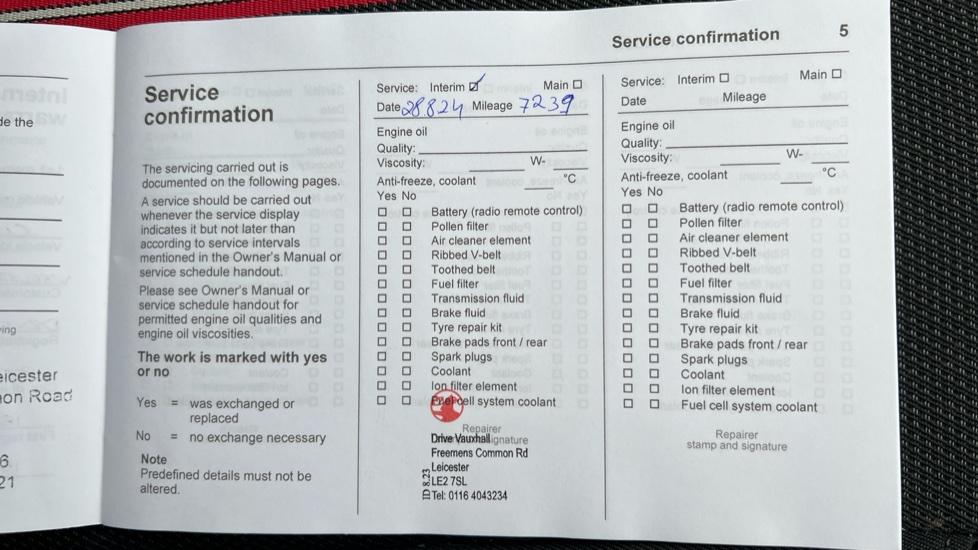 Service confirmation 5
Service
confirmation
The servicing carried out is
documented on the following pages.
A service should be carried out
whenever the service display
indicates it but not later than
according to service intervals
mentioned in the Owner's Manual or
service schedule handout.
Please see Owner's Manual or
service schedule handout for
permitted engine oil qualities and
engine oil viscosities.
The work is marked with yes
or no
Yes = was exchanged or
replaced
No = no exchange necessary
Note
Predefined details must not be
altered.
Service: Interim Main
Date 28.8.24 Mileage 7239
Engine oil
Quality:
Viscosity: W-
Anti-freeze, coolant °C
Yes No
Battery (radio remote control)
Pollen filter
Air cleaner element
Ribbed V-belt
Toothed belt
Fuel filter
Transmission fluid
Brake fluid
Tyre repair kit
Brake pads front / rear
Spark plugs
Coolant
Ion filter element
Fuel cell system coolant
Repairer
Drive Vauxhall
Freemens Common Rd
Leicester
LE2 7SL
Tel: 0116 4043234
Service: Interim Main
Date Mileage
Engine oil
Quality:
Viscosity: W-
Anti-freeze, coolant °C
Yes No
Battery (radio remote control)
Pollen filter
Air cleaner element
Ribbed V-belt
Toothed belt
Fuel filter
Transmission fluid
Brake fluid
Tyre repair kit
Brake pads front / rear
Spark plugs
Coolant
Ion filter element
Fuel cell system coolant
Repairer
stamp and signature